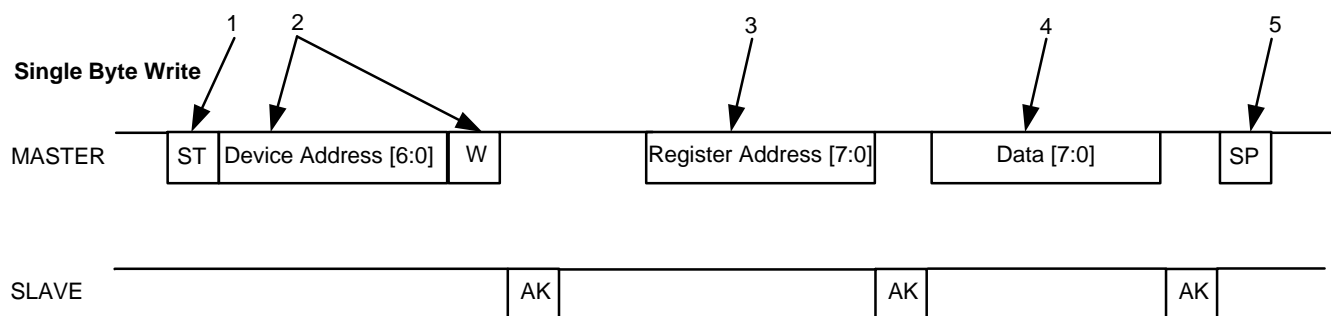 1 2 3 4 5
Single Byte Write
MASTER ST Device Address [6:0] W Register Address [7:0] Data [7:0] SP
SLAVE AK AK AK